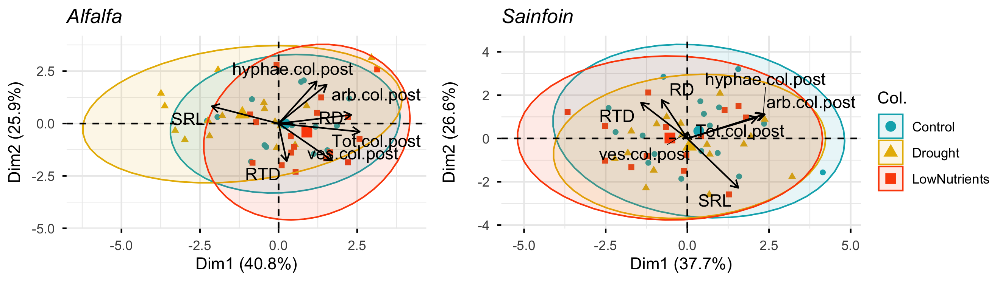 Alfalfa
Dim2 (25.9%)
2.5
0.0
-2.5
-5.0
hyphae.col.post
arb.col.post
SRL
RD
Tot.col.post
ves.col.post
RTD
-5.0
-2.5
0.0
2.5
Dim1 (40.8%)
Sainfoin
Dim2 (26.6%)
4
2
0
-2
-4
hyphae.col.post
RD
arb.col.post
RTD
Tot.col.post
ves.col.post
SRL
-5.0
-2.5
0.0
2.5
5.0
Dim1 (37.7%)
Col.
Control
Drought
LowNutrients